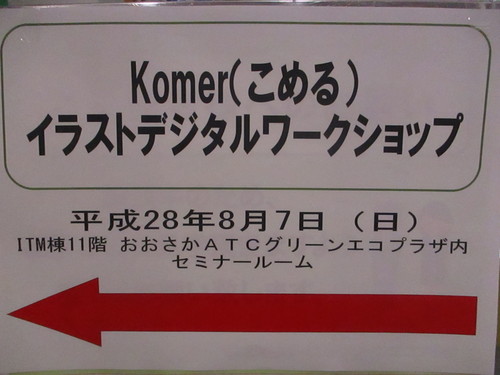 Komer(こめる)
イラストデジタルワークショップ
平成28年8月7日 (日)
ITM棟11階 おおさかATCグリーンエコプラザ内
セミナールーム